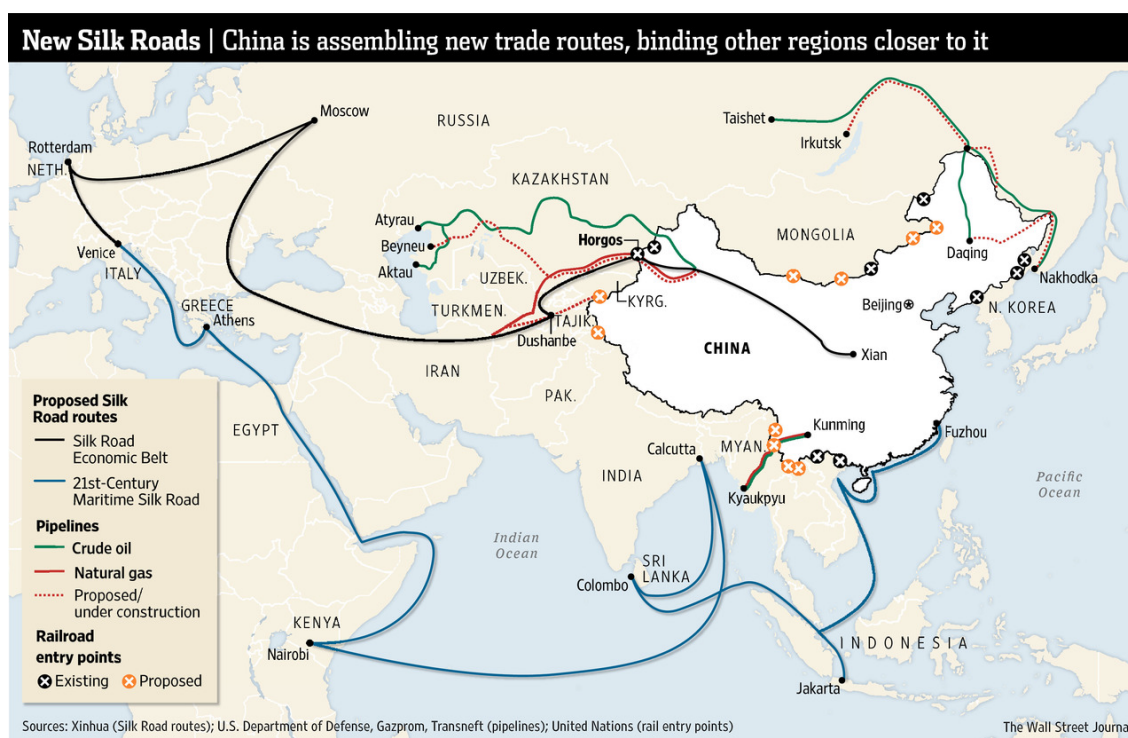 New Silk Roads | China is assembling new trade routes, binding other regions closer to it
Moscow
RUSSIA
Taishet
Irkutsk
Rotterdam
NETH.
KAZAKHSTAN
Atyrau
Beyneu
Aktau
Horgos
MONGOLIA
Daqing
Nakhodka
Venice
ITALY
UZBEK.
GREECE
Athens
TURKMEN.
KYRG.
TAJIK.
Dushanbe
Beijing
N. KOREA
CHINA
Xian
IRAN
PAK.
EGYPT
Calcutta
MYAN.
Kunming
Fuzhou
INDIA
Kyaukpyu
Pacific
Ocean
Indian
Ocean
SRI
LANKA
Colombo
KENYA
Nairobi
INDONESIA
Jakarta
Proposed Silk
Road routes
Silk Road
Economic Belt
21st-Century
Maritime Silk Road
Pipelines
Crude oil
Natural gas
Proposed/
under construction
Railroad
entry points
Existing
Proposed
Sources: Xinhua (Silk Road routes); U.S. Department of Defense, Gazprom, Transneft (pipelines); United Nations (rail entry points)
The Wall Street Journa